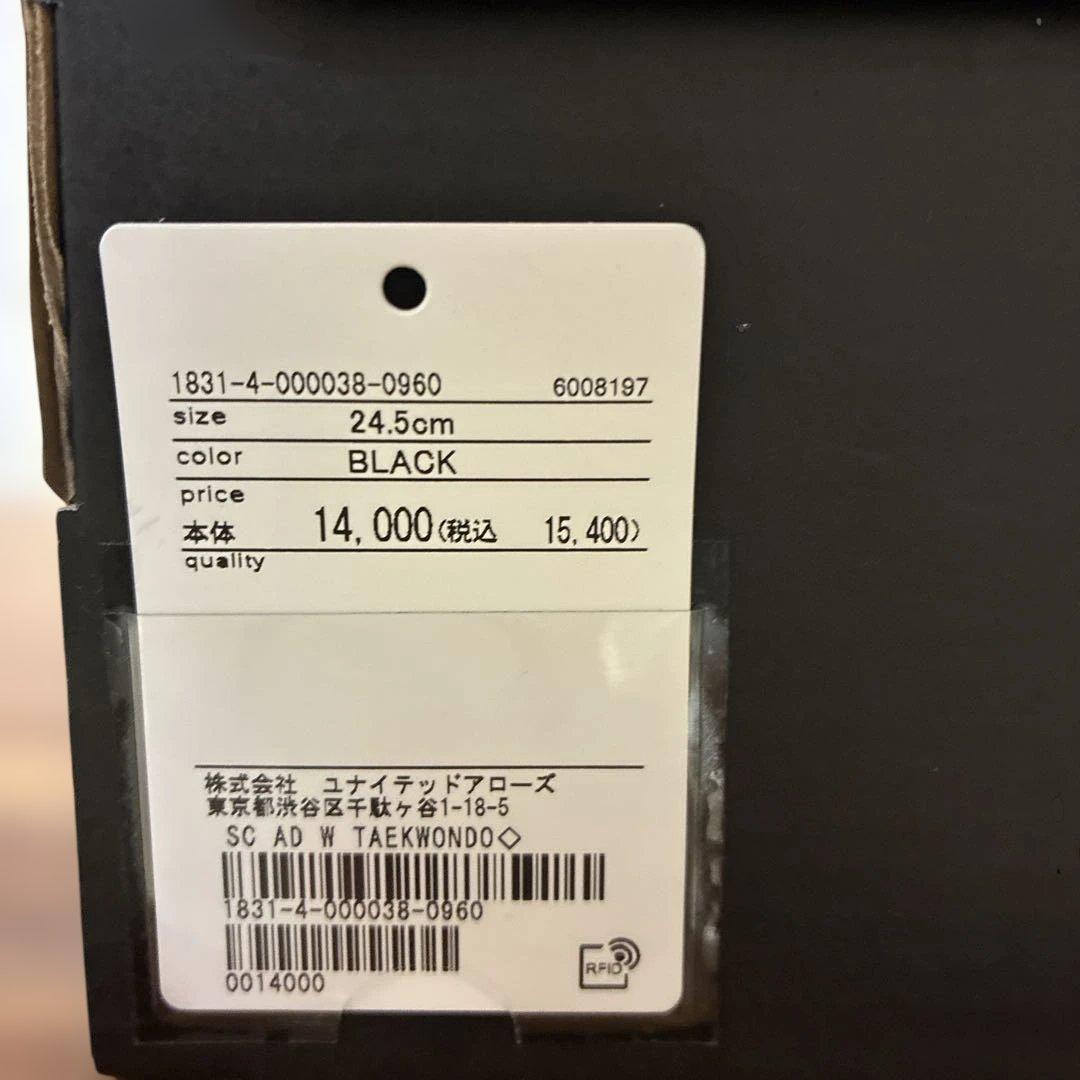 1831-4-000038-0960 6008197
size 24.5cm
color BLACK
price
本体 14,000(税込 15,400)
quality
株式会社 ユナイテッドアローズ
東京都渋谷区千駄ヶ谷1-18-5
SC AD W TAEKWONDO◇
1831-4-000038-0960
0014000
RFID